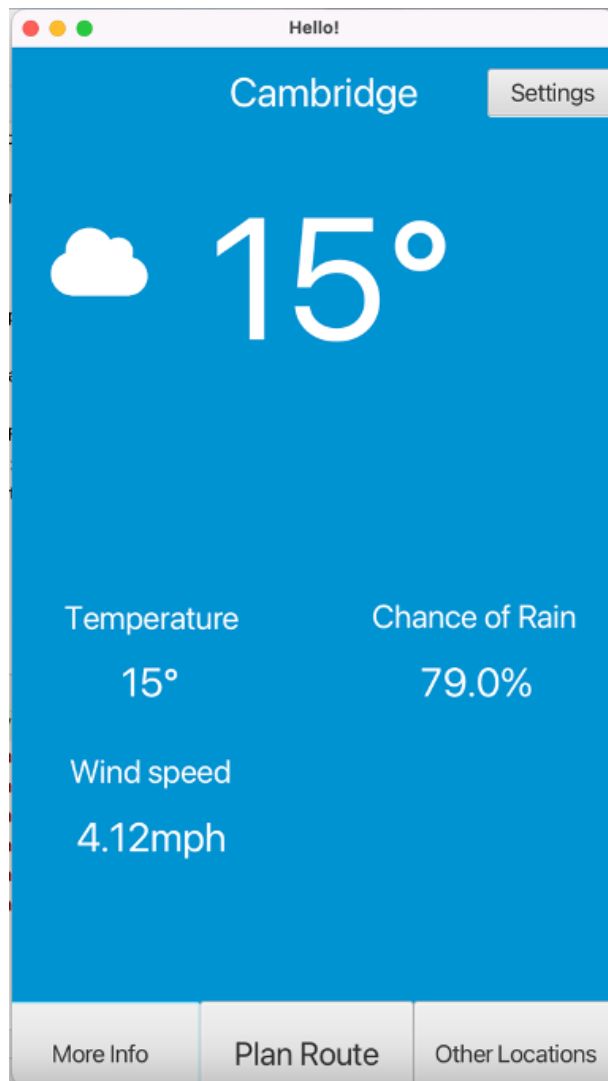 Hello!
Cambridge
Settings
15°
Temperature
Chance of Rain
15°
79.0%
Wind speed
4.12mph
More Info
Plan Route
Other Locations